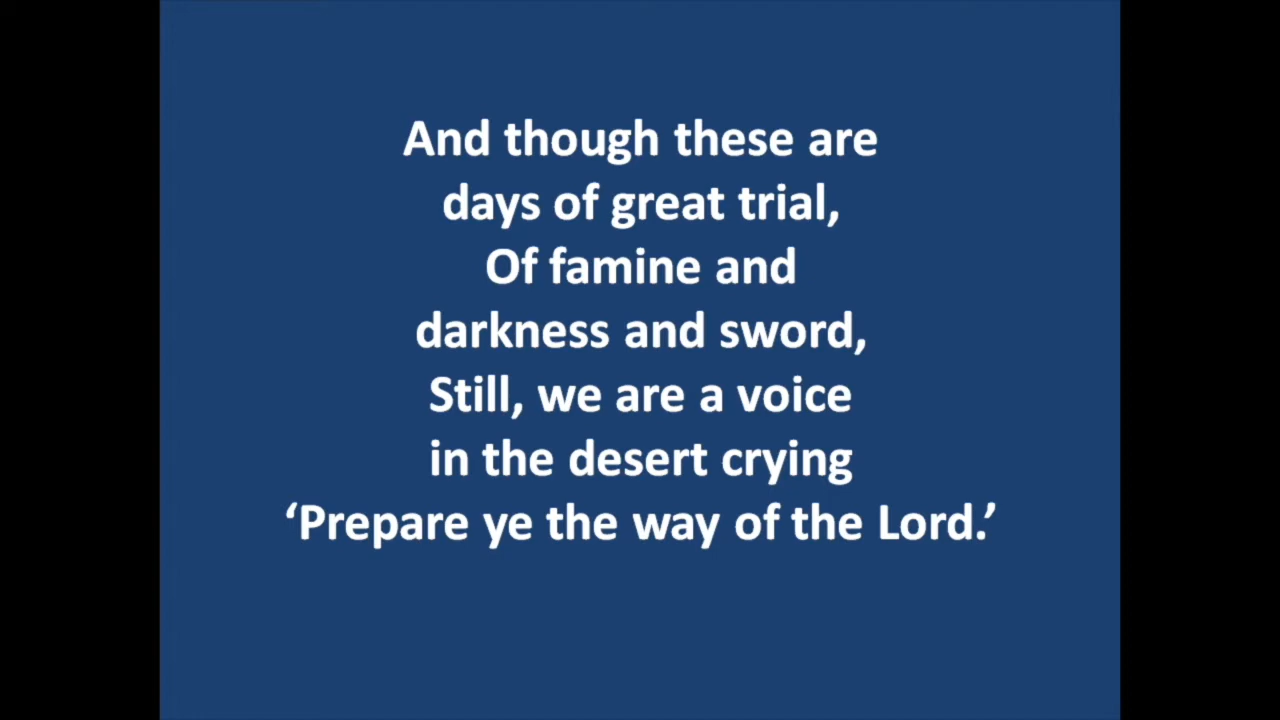 And though these are
days of great trial,
Of famine and
darkness and sword,
Still, we are a voice
in the desert crying
‘Prepare ye the way of the Lord.’